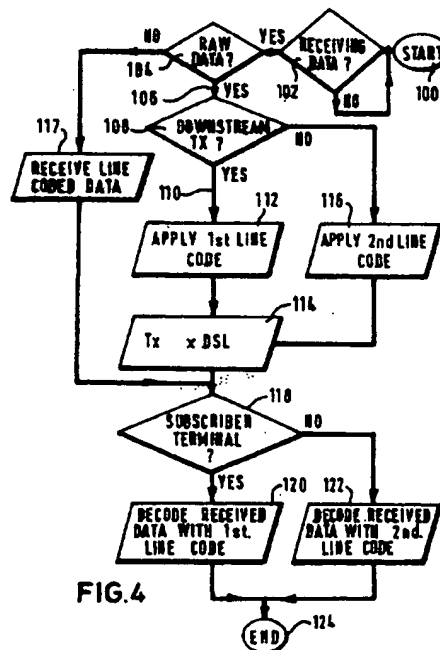 NO
RAW
DATA?
104
YES
RECEIVING
DATA?
102
START
100
NO
YES
106
117
108
DOWNSTREAM
TX ?
NO
RECEIVE LINE
CODED DATA
110
YES
112
116
APPLY 1st LINE
CODE
APPLY 2nd LINE
CODE
114
Tx x DSL
118
SUBSCRIBER
TERMINAL
?
NO
YES
120
122
DECODE RECEIVED
DATA WITH 1st.
LINE CODE
DECODE RECEIVED
DATA WITH 2nd.
LINE CODE
FIG.4
END
124